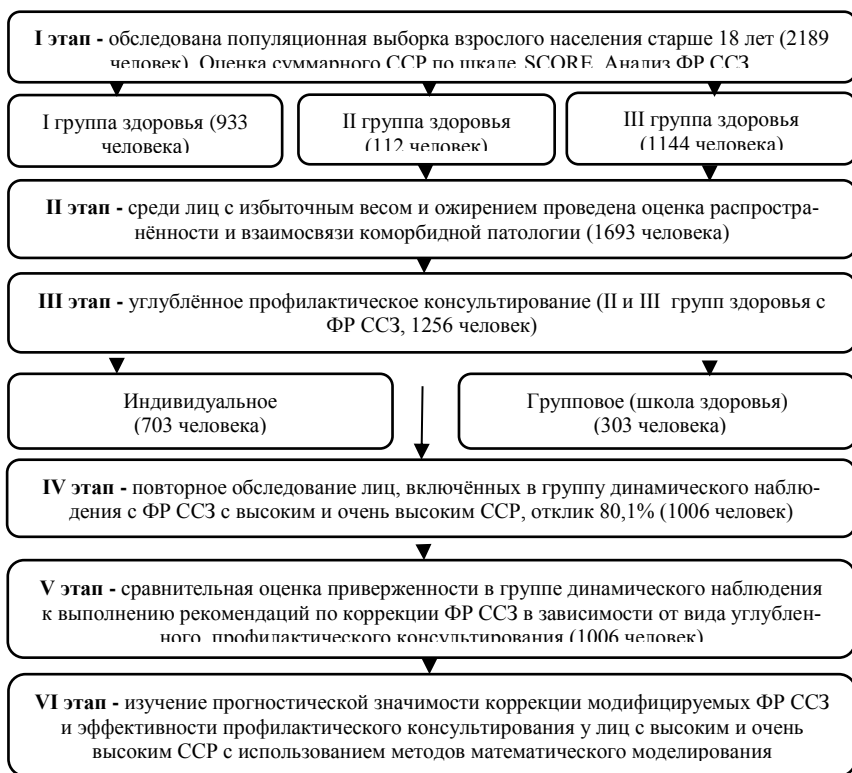 I этап - обследована популяционная выборка взрослого населения старше 18 лет (2189
человек). Оценка суммарного ССР по шкале SCORE. Анализ ФР ССЗ
I группа здоровья (933
человека)
II группа здоровья
(112 человек)
III группа здоровья
(1144 человека)
II этап - среди лиц с избыточным весом и ожирением проведена оценка распростра-
нённости и взаимосвязи коморбидной патологии (1693 человека)
III этап - углублённое профилактическое консультирование (II и III групп здоровья с
ФР ССЗ, 1256 человек)
Индивидуальное
(703 человека)
Групповое (школа здоровья)
(303 человека)
IV этап - повторное обследование лиц, включённых в группу динамического наблю-
дения с ФР ССЗ с высоким и очень высоким ССР, отклик 80,1% (1006 человек)
V этап - сравнительная оценка приверженности в группе динамического наблюдения
к выполнению рекомендаций по коррекции ФР ССЗ в зависимости от вида углублен-
ного профилактического консультирования (1006 человек)
VI этап - изучение прогностической значимости коррекции модифицируемых ФР ССЗ
и эффективности профилактического консультирования у лиц с высоким и очень
высоким ССР с использованием методов математического моделирования